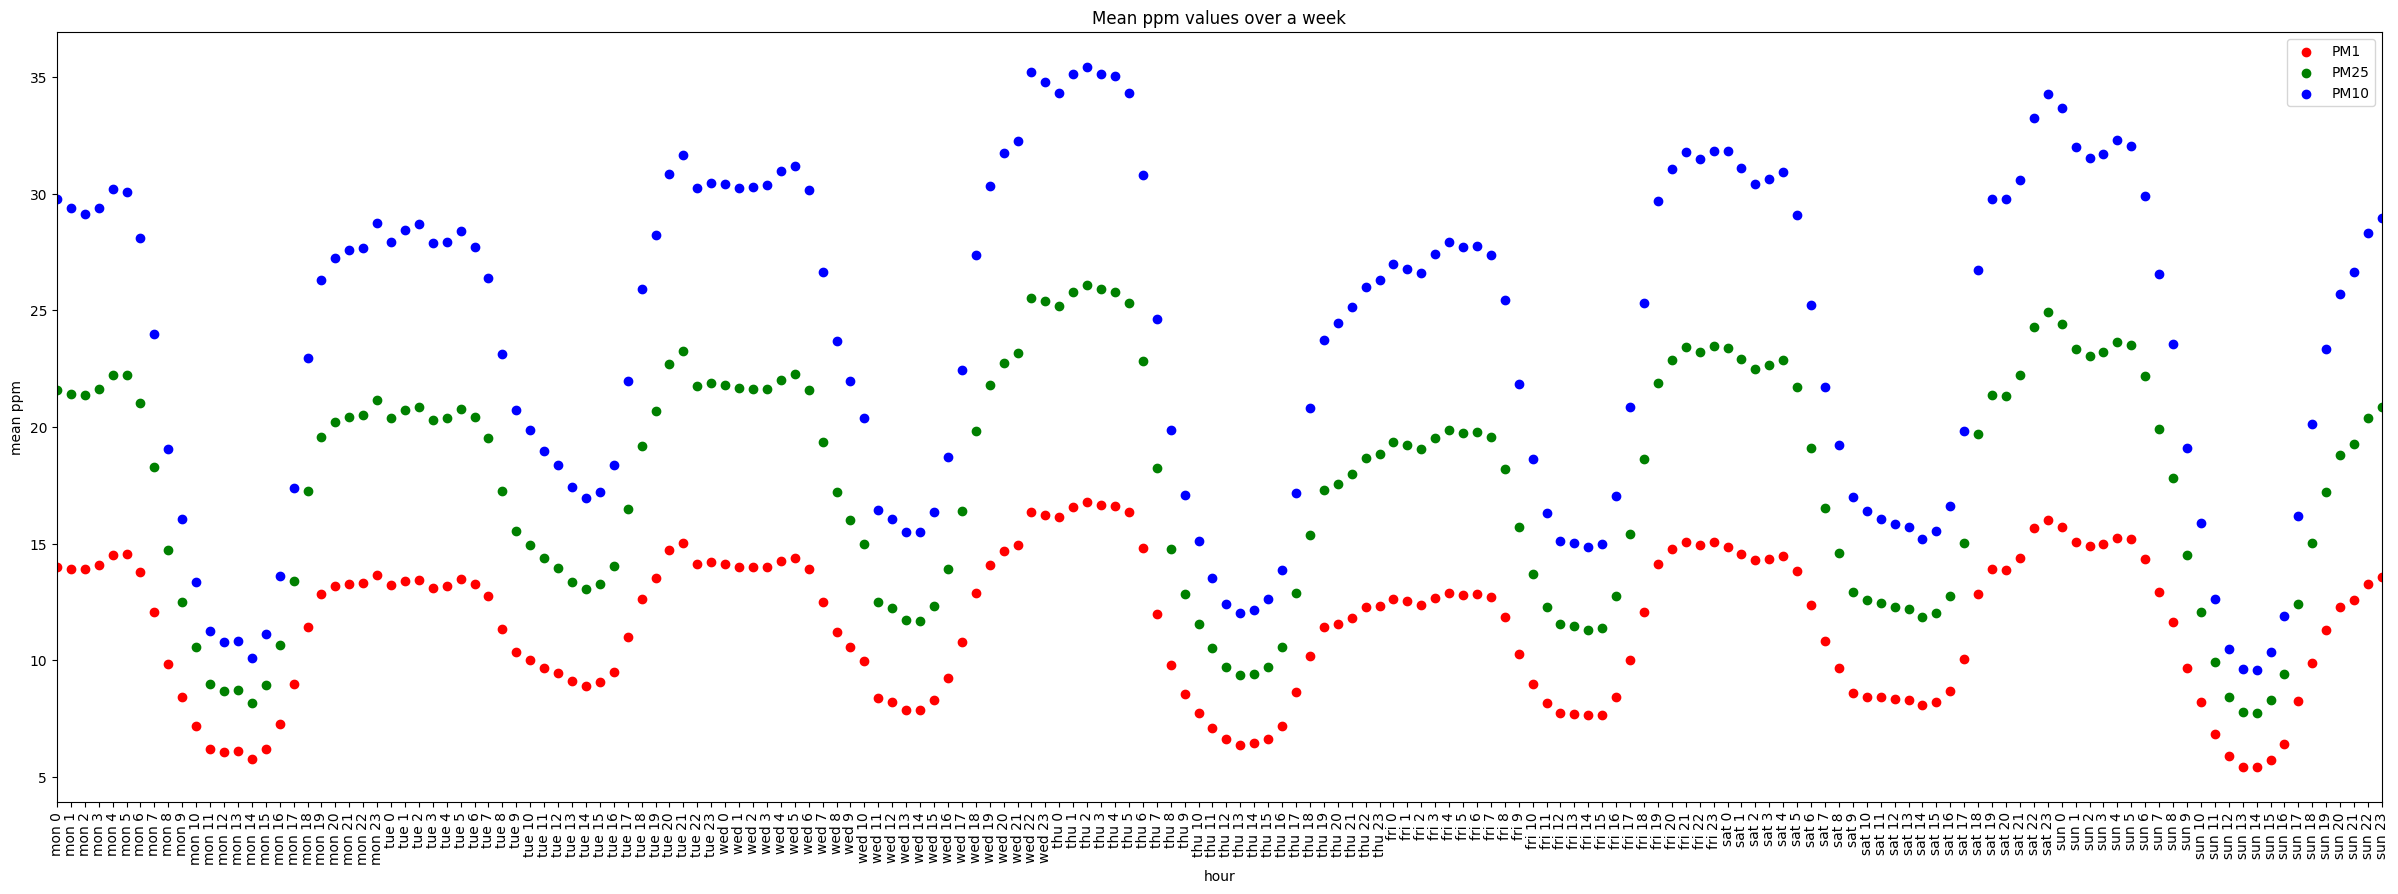 Mean ppm values over a week
PM1
PM25
PM10
35
30
25
20
15
10
5
mean ppm
mon 0
mon 1
mon 2
mon 3
mon 4
mon 5
mon 6
mon 7
mon 8
mon 9
mon 10
mon 11
mon 12
mon 13
mon 14
mon 15
mon 16
mon 17
mon 18
mon 19
mon 20
mon 21
mon 22
mon 23
tue 0
tue 1
tue 2
tue 3
tue 4
tue 5
tue 6
tue 7
tue 8
tue 9
tue 10
tue 11
tue 12
tue 13
tue 14
tue 15
tue 16
tue 17
tue 18
tue 19
tue 20
tue 21
tue 22
tue 23
wed 0
wed 1
wed 2
wed 3
wed 4
wed 5
wed 6
wed 7
wed 8
wed 9
wed 10
wed 11
wed 12
wed 13
wed 14
wed 15
wed 16
wed 17
wed 18
wed 19
wed 20
wed 21
wed 22
wed 23
thu 0
thu 1
thu 2
thu 3
thu 4
thu 5
thu 6
thu 7
thu 8
thu 9
thu 10
thu 11
thu 12
thu 13
thu 14
thu 15
thu 16
thu 17
thu 18
thu 19
thu 20
thu 21
thu 22
thu 23
fri 0
fri 1
fri 2
fri 3
fri 4
fri 5
fri 6
fri 7
fri 8
fri 9
fri 10
fri 11
fri 12
fri 13
fri 14
fri 15
fri 16
fri 17
fri 18
fri 19
fri 20
fri 21
fri 22
fri 23
sat 0
sat 1
sat 2
sat 3
sat 4
sat 5
sat 6
sat 7
sat 8
sat 9
sat 10
sat 11
sat 12
sat 13
sat 14
sat 15
sat 16
sat 17
sat 18
sat 19
sat 20
sat 21
sat 22
sat 23
sun 0
sun 1
sun 2
sun 3
sun 4
sun 5
sun 6
sun 7
sun 8
sun 9
sun 10
sun 11
sun 12
sun 13
sun 14
sun 15
sun 16
sun 17
sun 18
sun 19
sun 20
sun 21
sun 22
sun 23
hour